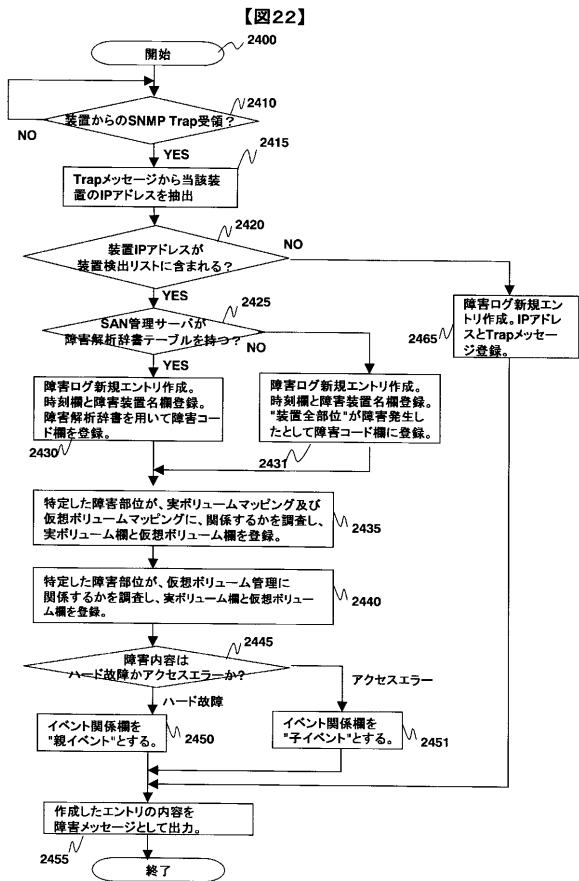 【図22】
開始
2400
装置からのSNMP Trap受領？
2410
NO
YES
Trapメッセージから当該装
置のIPアドレスを抽出
2415
装置IPアドレスが
装置検出リストに含まれる？
2420
NO
YES
SAN管理サーバが
障害解析辞書テーブルを持つ？
2425
NO
YES
障害ログ新規エン
トリ作成。IPアドレ
スとTrapメッセー
ジ登録。
2465
障害ログ新規エントリ作成。
時刻欄と障害装置名欄登録。
障害解析辞書を用いて障害コー
ド欄を登録。
2430
障害ログ新規エントリ作成。
時刻欄と障害装置名欄登録。
"装置全部位"が障害発生し
たとして障害コード欄に登録。
2431
特定した障害部位が、実ボリュームマッピング及び
仮想ボリュームマッピングに、関係するかを調査し、
実ボリューム欄と仮想ボリューム欄を登録。
2435
特定した障害部位が、仮想ボリューム管理に
関係するかを調査し、実ボリューム欄と仮想ボリュー
ム欄を登録。
2440
障害内容は
ハード故障かアクセスエラーか？
2445
アクセスエラー
ハード故障
イベント関係欄を
"親イベント"とする。
2450
イベント関係欄を
"子イベント"とする。
2451
作成したエントリの内容を
障害メッセージとして出力。
2455
終了